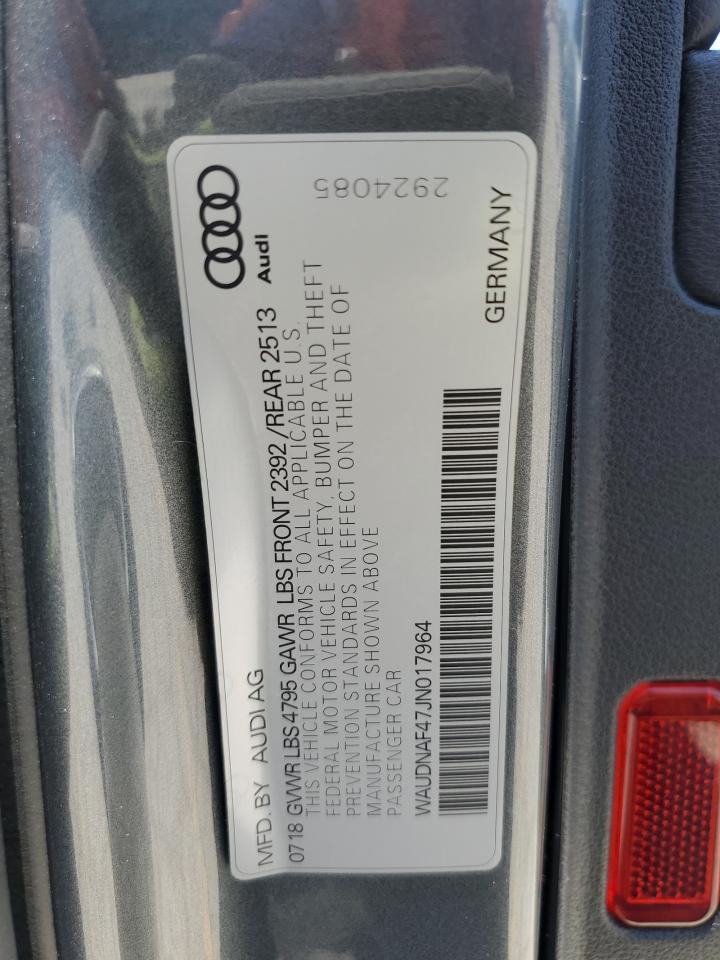 MFD. BY AUDI AG
Audi
0718 GVWR LBS 4795 GAWR LBS FRONT 2392 / REAR 2513
THIS VEHICLE CONFORMS TO ALL APPLICABLE U.S.
FEDERAL MOTOR VEHICLE SAFETY, BUMPER AND THEFT
PREVENTION STANDARDS IN EFFECT ON THE DATE OF
MANUFACTURE SHOWN ABOVE
PASSENGER CAR
WAUDNAF47JN017964
GERMANY
2924085